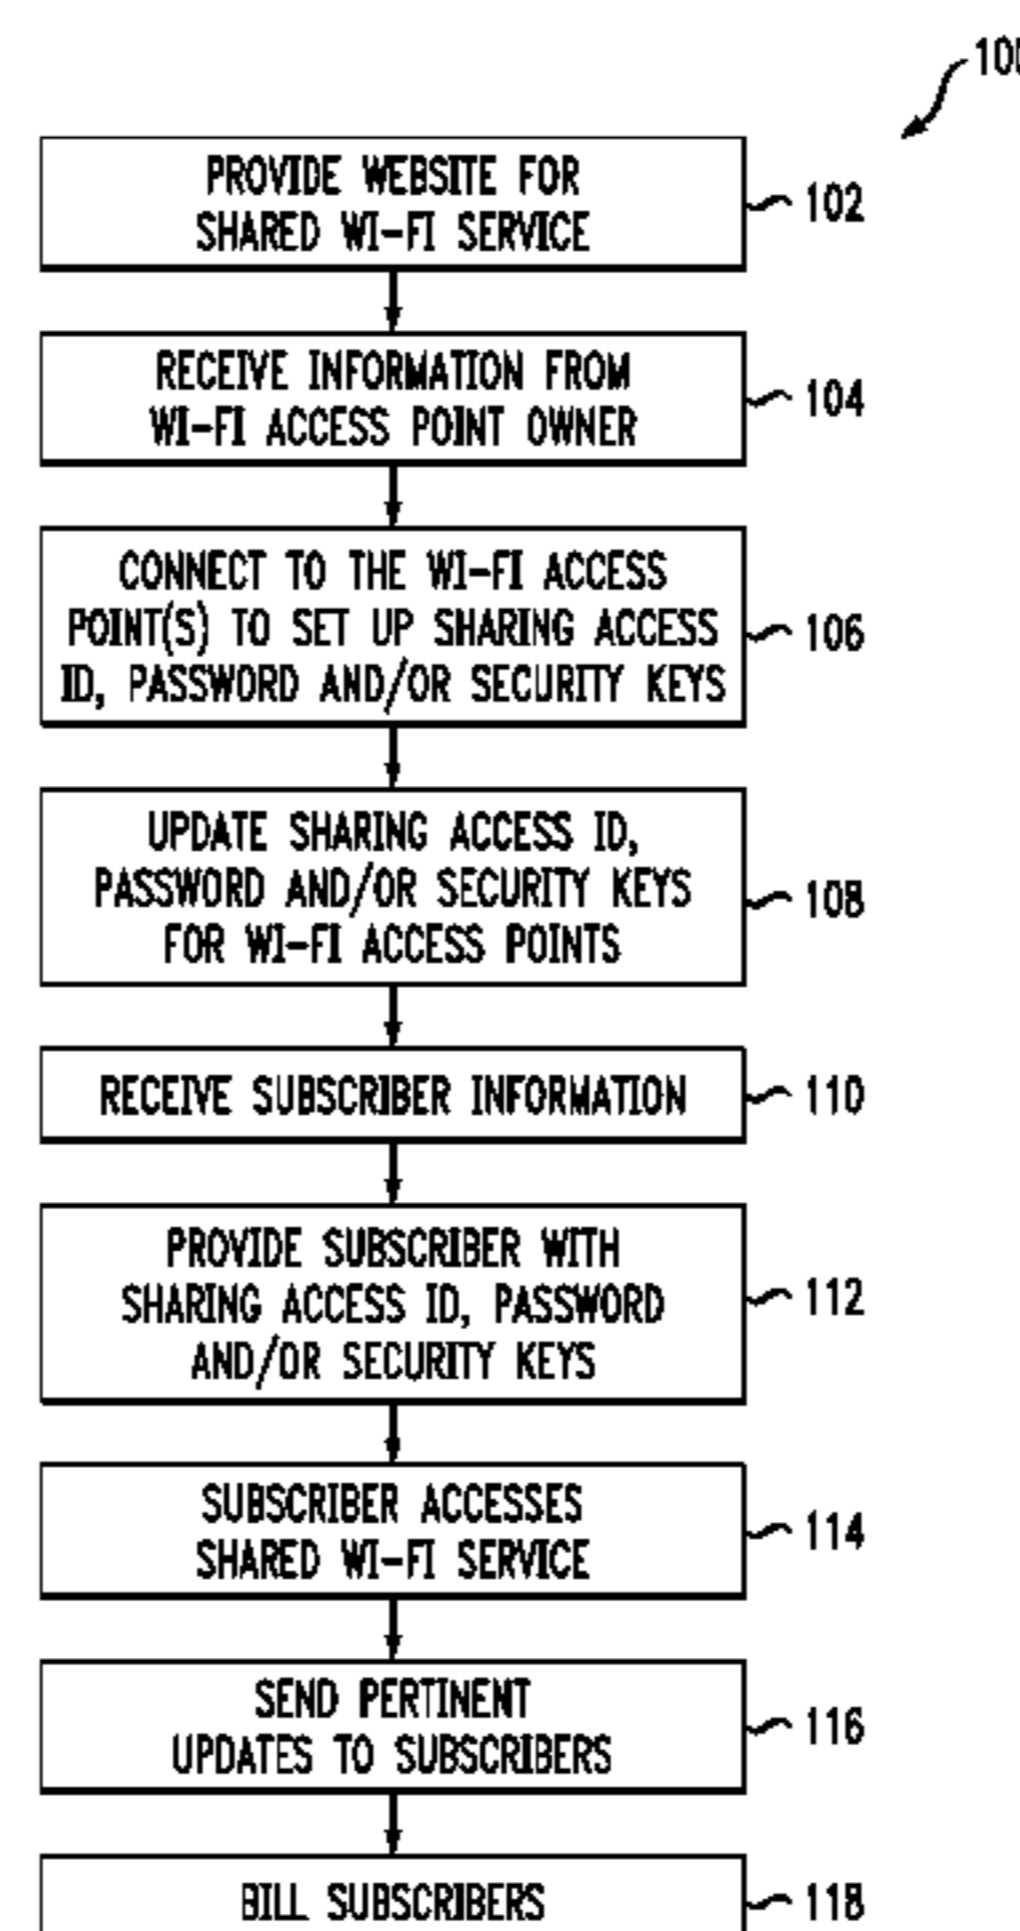 PROVIDE WEBSITE FOR
SHARED WI-FI SERVICE
102
RECEIVE INFORMATION FROM
WI-FI ACCESS POINT OWNER
104
CONNECT TO THE WI-FI ACCESS
POINT(S) TO SET UP SHARING ACCESS
ID, PASSWORD AND/OR SECURITY KEYS
106
UPDATE SHARING ACCESS ID,
PASSWORD AND/OR SECURITY KEYS
FOR WI-FI ACCESS POINTS
108
RECEIVE SUBSCRIBER INFORMATION
110
PROVIDE SUBSCRIBER WITH
SHARING ACCESS ID, PASSWORD
AND/OR SECURITY KEYS
112
SUBSCRIBER ACCESSES
SHARED WI-FI SERVICE
114
SEND PERTINENT
UPDATES TO SUBSCRIBERS
116
BILL SUBSCRIBERS
118